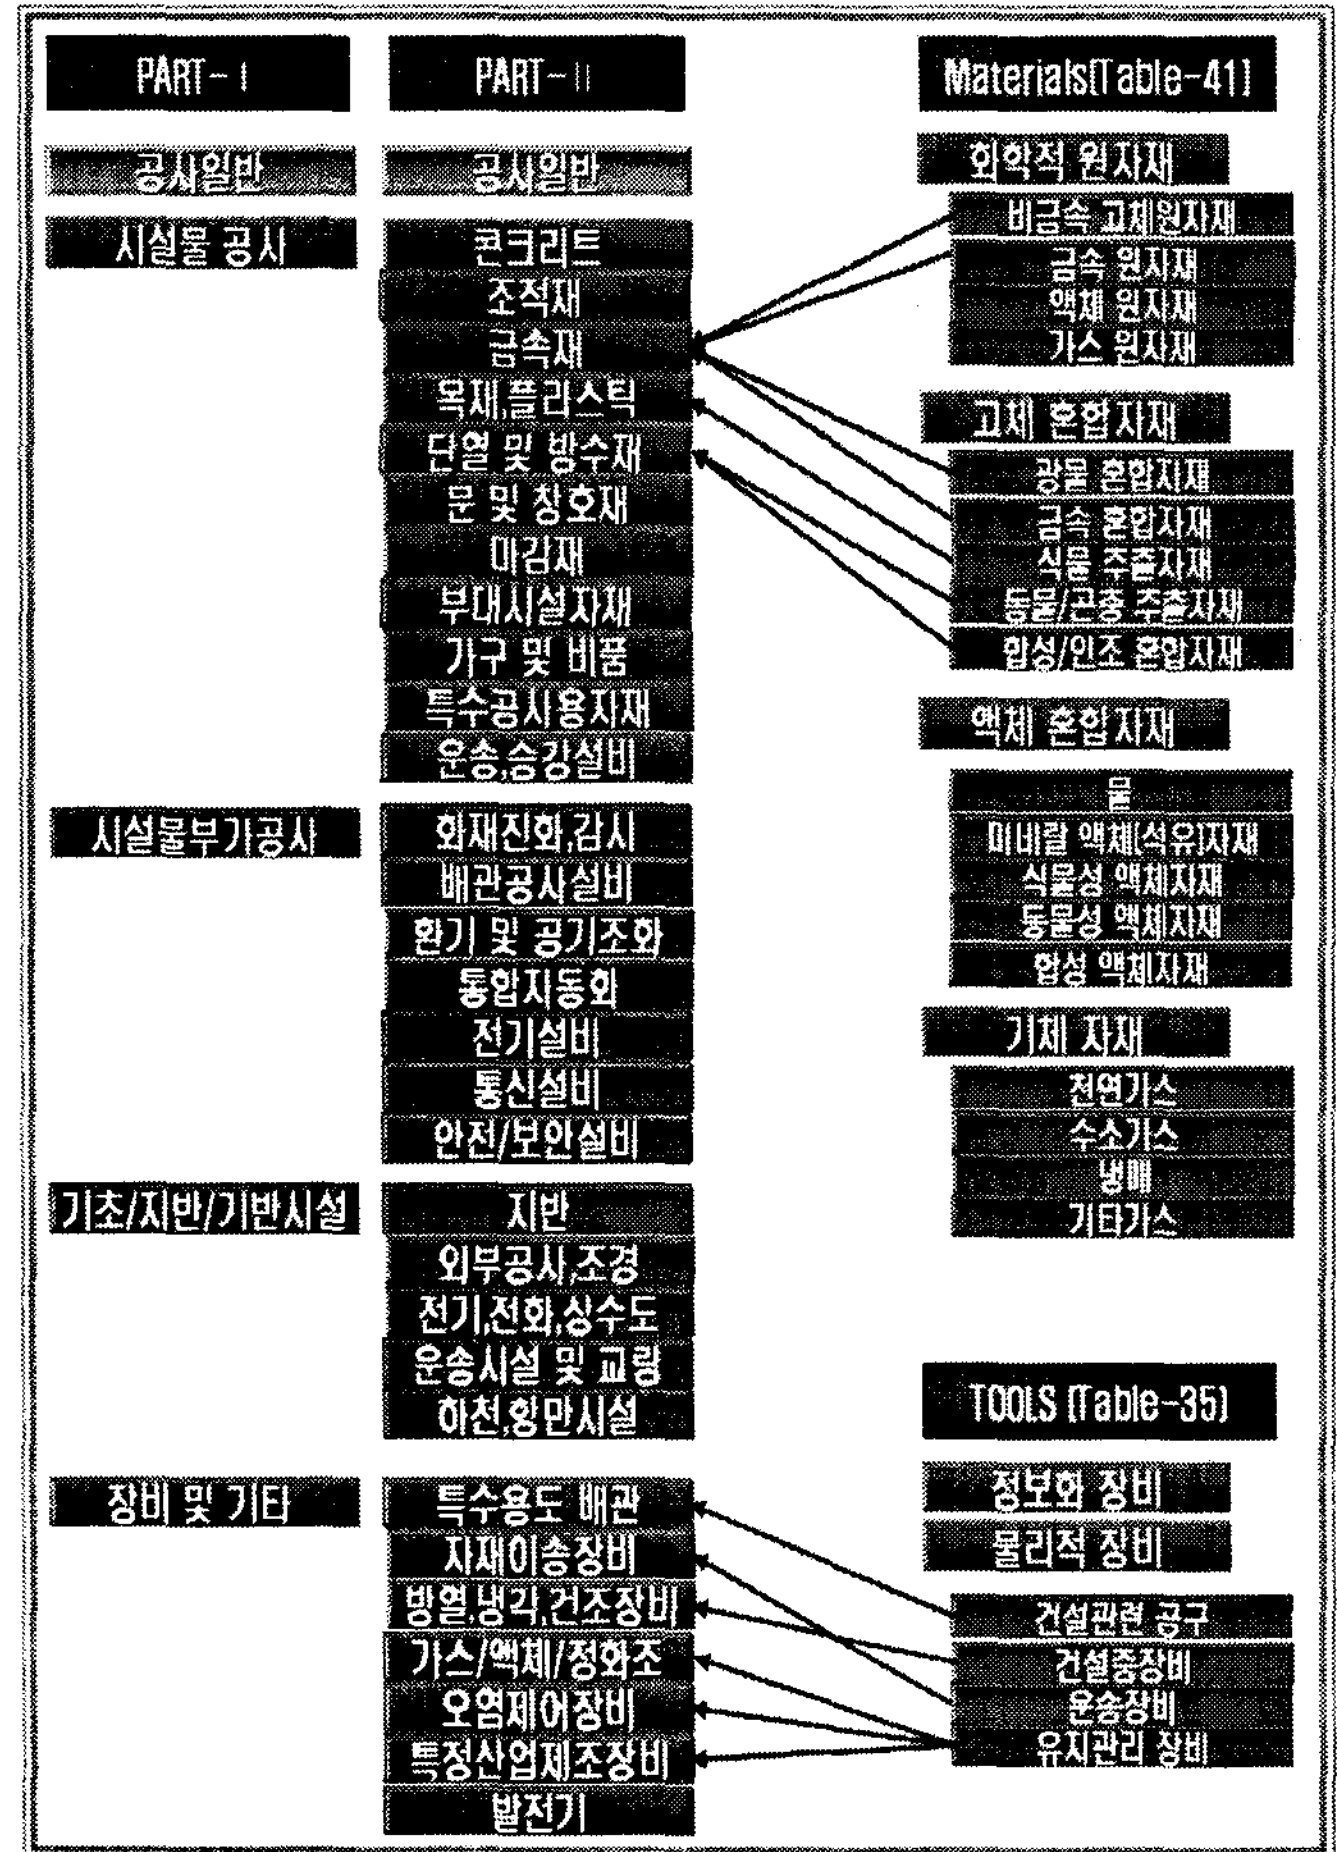 PART-I
PART-II
Materials(Table-41)
공사일반
공사일반
화학적 원자재
비금속 고체원자재
시설물 공사
콘크리트
금속 원자재
조적재
액체 원자재
금속재
가스 원자재
목재,플라스틱
고체 혼합자재
단열 및 방수재
광물 혼합자재
문 및 창호재
금속 혼합자재
마감재
식물 추출자재
부대시설자재
동물/곤충 추출자재
가구 및 비품
합성/인조 혼합자재
특수공사용자재
액체 혼합자재
운송,승강설비
물
시설물부가공사
화재진화,감시
미네랄 액체(석유)자재
배관공사설비
식물성 액체자재
환기 및 공기조화
동물성 액체자재
통합자동화
합성 액체자재
전기설비
기체 자재
통신설비
천연가스
안전/보안설비
수소가스
냉매
기초/지반/기반시설
지반
기타가스
외부공사,조경
전기,전화,상수도
운송시설 및 교량
하천,항만시설
TOOLS (Table-35)
장비 및 기타
특수용도 배관
정보화 장비
자재이송장비
물리적 장비
방열,냉각,건조장비
건설관련 공구
가스/액체/정화조
건설중장비
오염제어장비
운송장비
특정산업제조장비
유지관리 장비
발전기